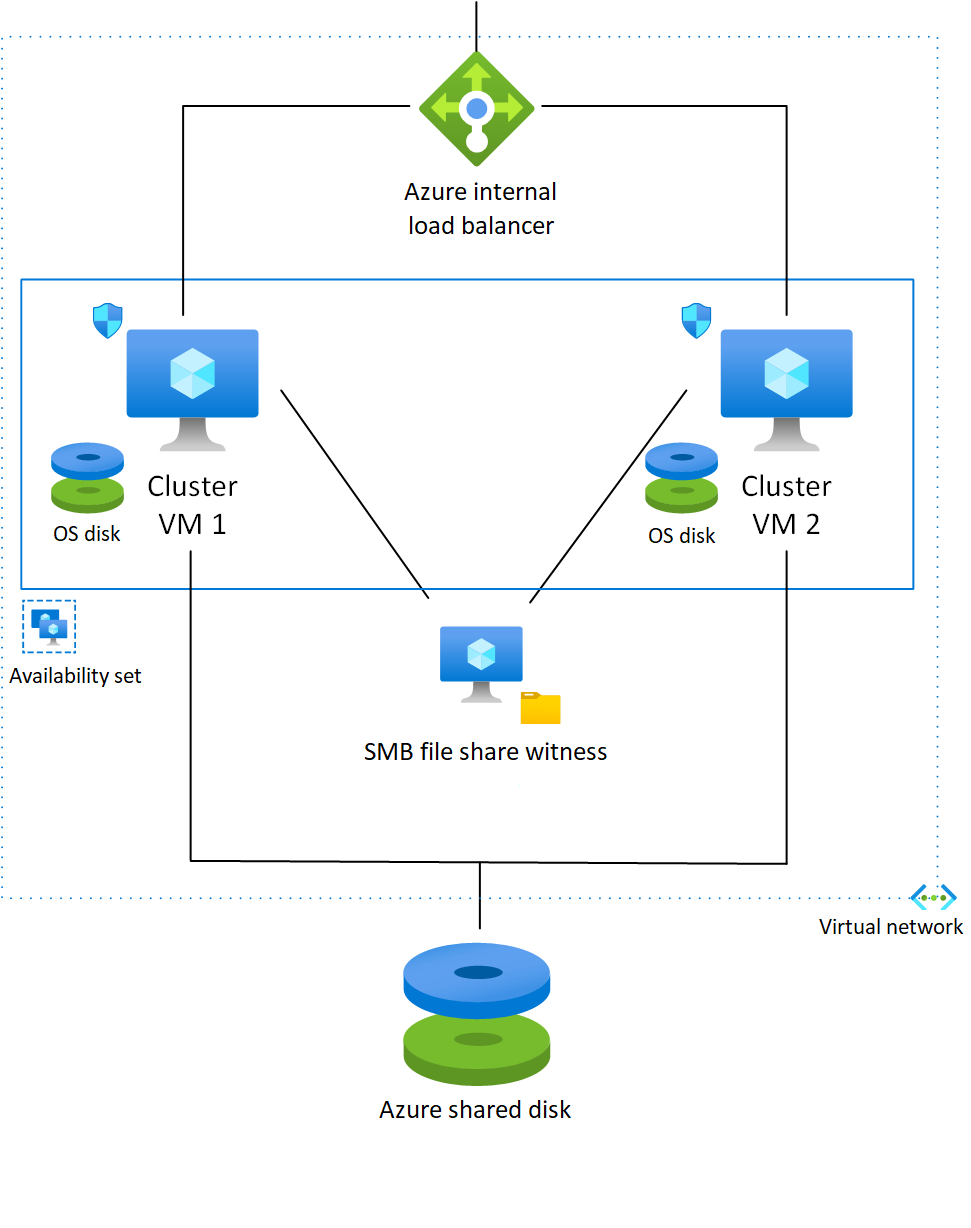 Azure internal
load balancer
Cluster
VM 1
OS disk
Cluster
VM 2
OS disk
Availability set
SMB file share witness
Virtual network
Azure shared disk